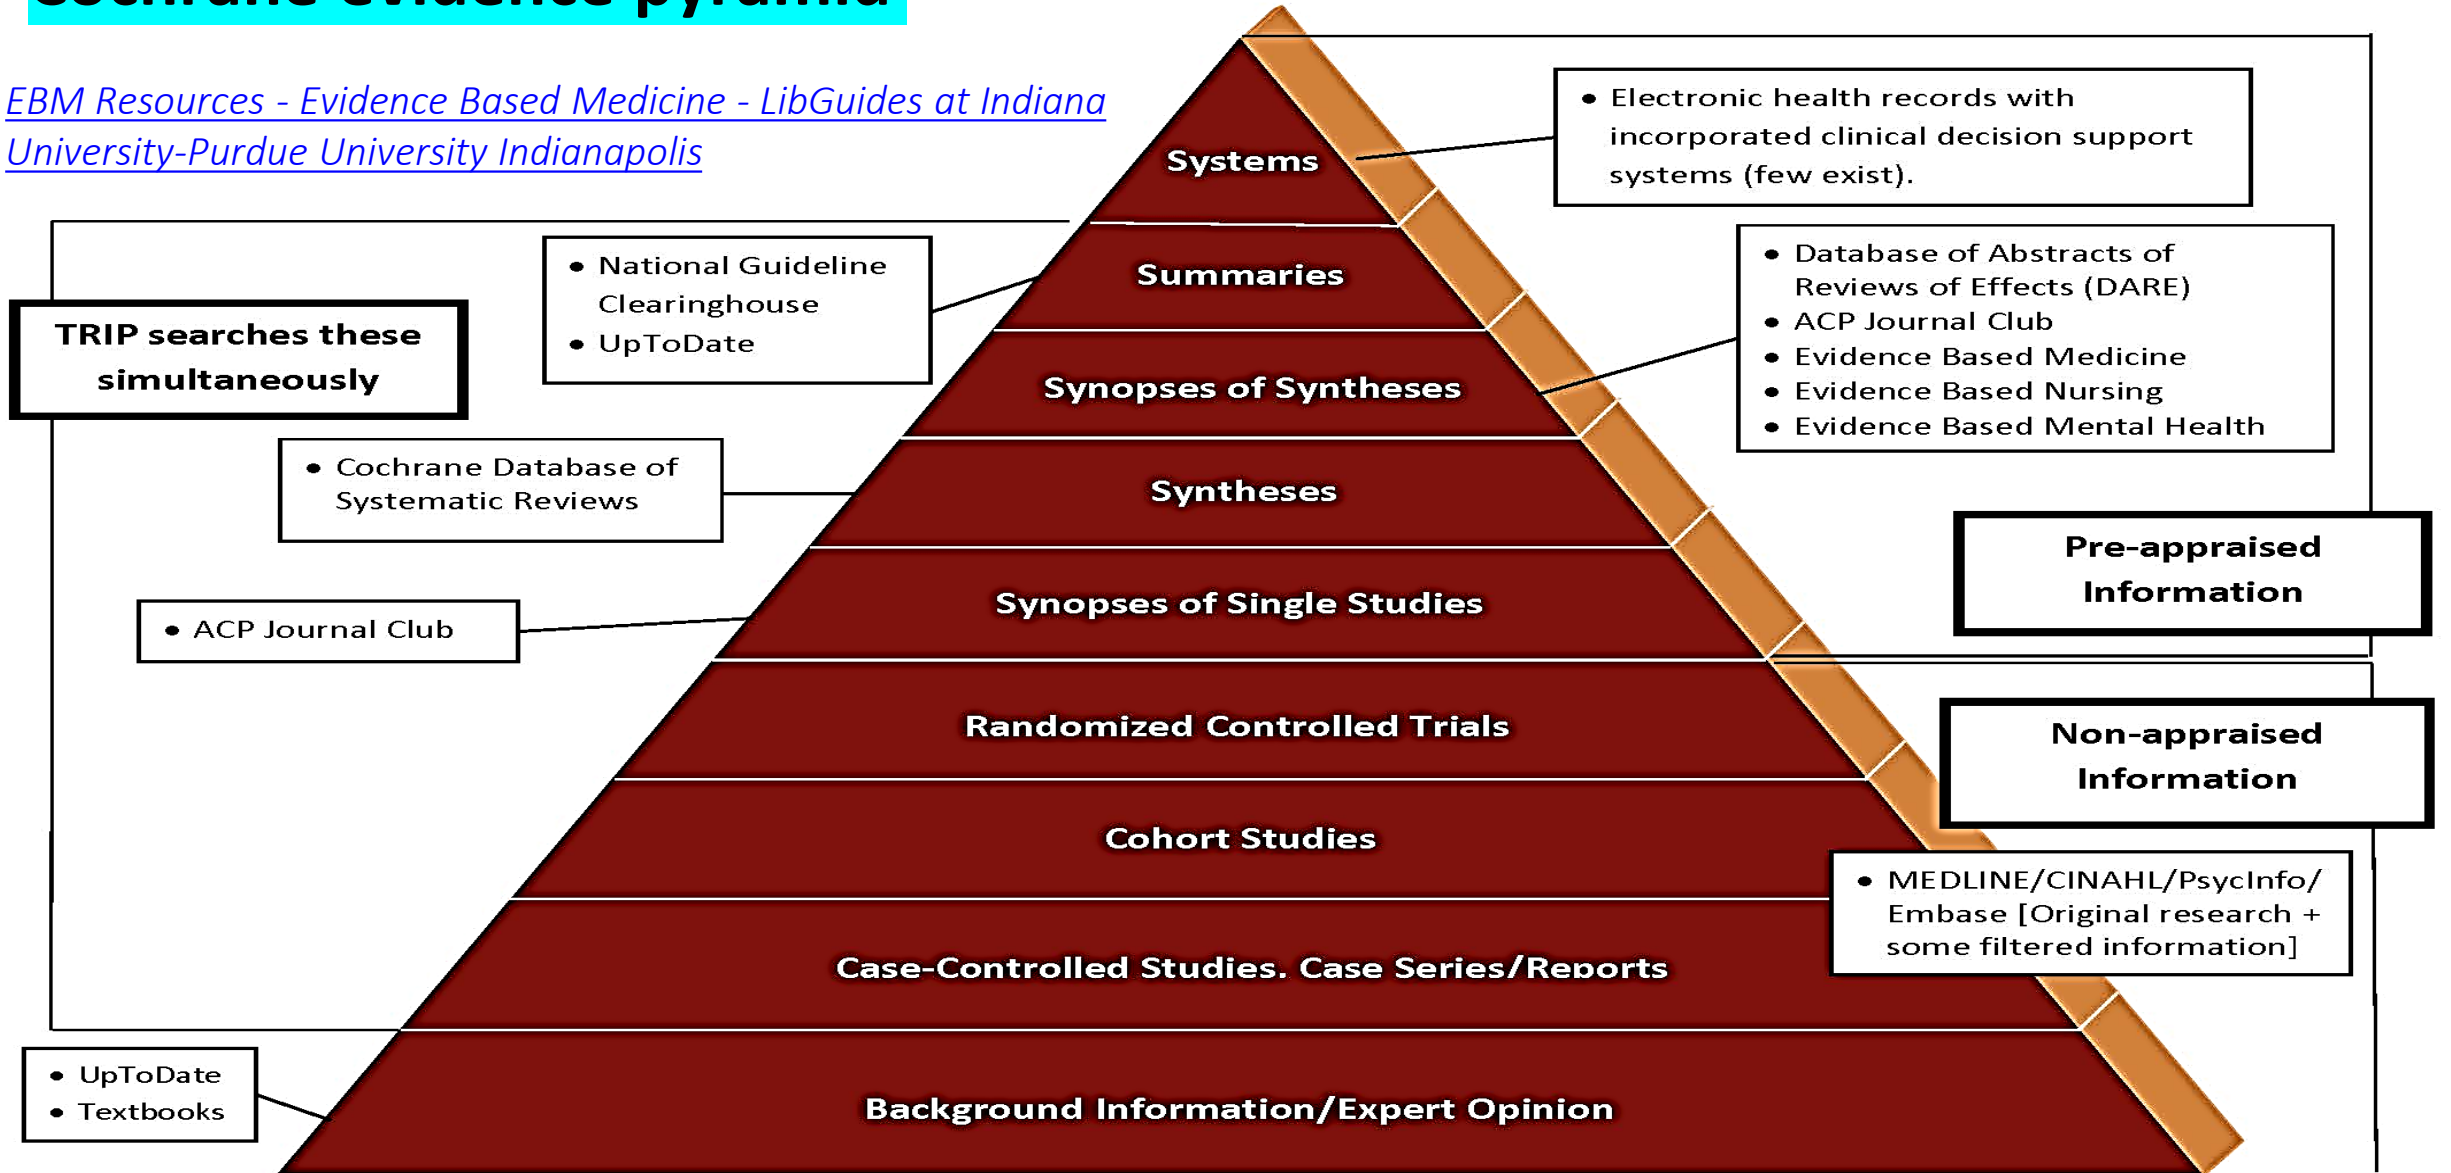 Cochrane evidence pyramid
EBM Resources - Evidence Based Medicine - LibGuides at Indiana
University-Purdue University Indianapolis
• Electronic health records with
incorporated clinical decision support
systems (few exist).
Systems
• National Guideline
Clearinghouse
• UpToDate
Summaries
• Database of Abstracts of
Reviews of Effects (DARE)
• ACP Journal Club
• Evidence Based Medicine
• Evidence Based Nursing
• Evidence Based Mental Health
TRIP searches these
simultaneously
Synopses of Syntheses
• Cochrane Database of
Systematic Reviews
Syntheses
Pre-appraised
Information
• ACP Journal Club
Synopses of Single Studies
Randomized Controlled Trials
Non-appraised
Information
Cohort Studies
• MEDLINE/CINAHL/PsycInfo/
Embase [Original research +
some filtered information]
Case-Controlled Studies. Case Series/Reports
• UpToDate
• Textbooks
Background Information/Expert Opinion